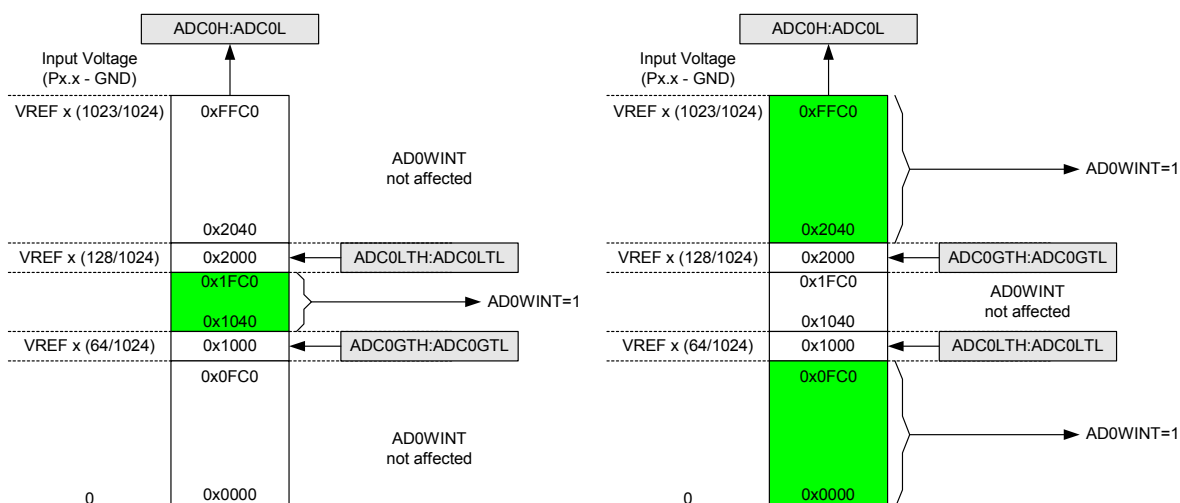 ADC0H:ADC0L
Input Voltage
(Px.x - GND)
VREF x (1023/1024)
0xFFC0
AD0WINT
not affected
0x2040
VREF x (128/1024)
0x2000
ADC0LTH:ADC0LTL
0x1FC0
AD0WINT=1
0x1040
VREF x (64/1024)
0x1000
ADC0GTH:ADC0GTL
0x0FC0
AD0WINT
not affected
0
0x0000
ADC0H:ADC0L
Input Voltage
(Px.x - GND)
VREF x (1023/1024)
0xFFC0
AD0WINT=1
0x2040
VREF x (128/1024)
0x2000
ADC0GTH:ADC0GTL
0x1FC0
AD0WINT
not affected
0x1040
VREF x (64/1024)
0x1000
ADC0LTH:ADC0LTL
0x0FC0
AD0WINT=1
0
0x0000